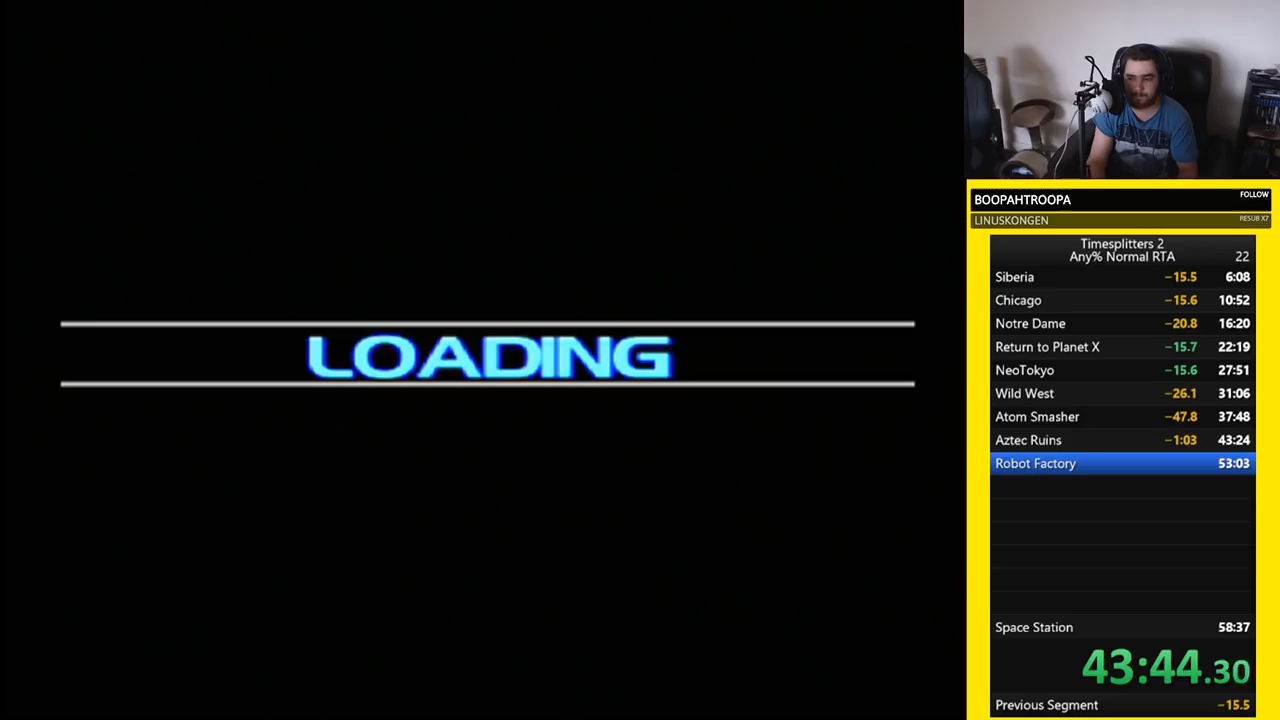 LOADING
BOOPAHTROOPA FOLLOW
LINUSKONGEN RESUB X7
Timesplitters 2
Any% Normal RTA 22
Siberia −15.5 6:08
Chicago −15.6 10:52
Notre Dame −20.8 16:20
Return to Planet X −15.7 22:19
NeoTokyo −15.6 27:51
Wild West −26.1 31:06
Atom Smasher −47.8 37:48
Aztec Ruins −1:03 43:24
Robot Factory 53:03
Space Station 58:37
43:44.30
Previous Segment −15.5